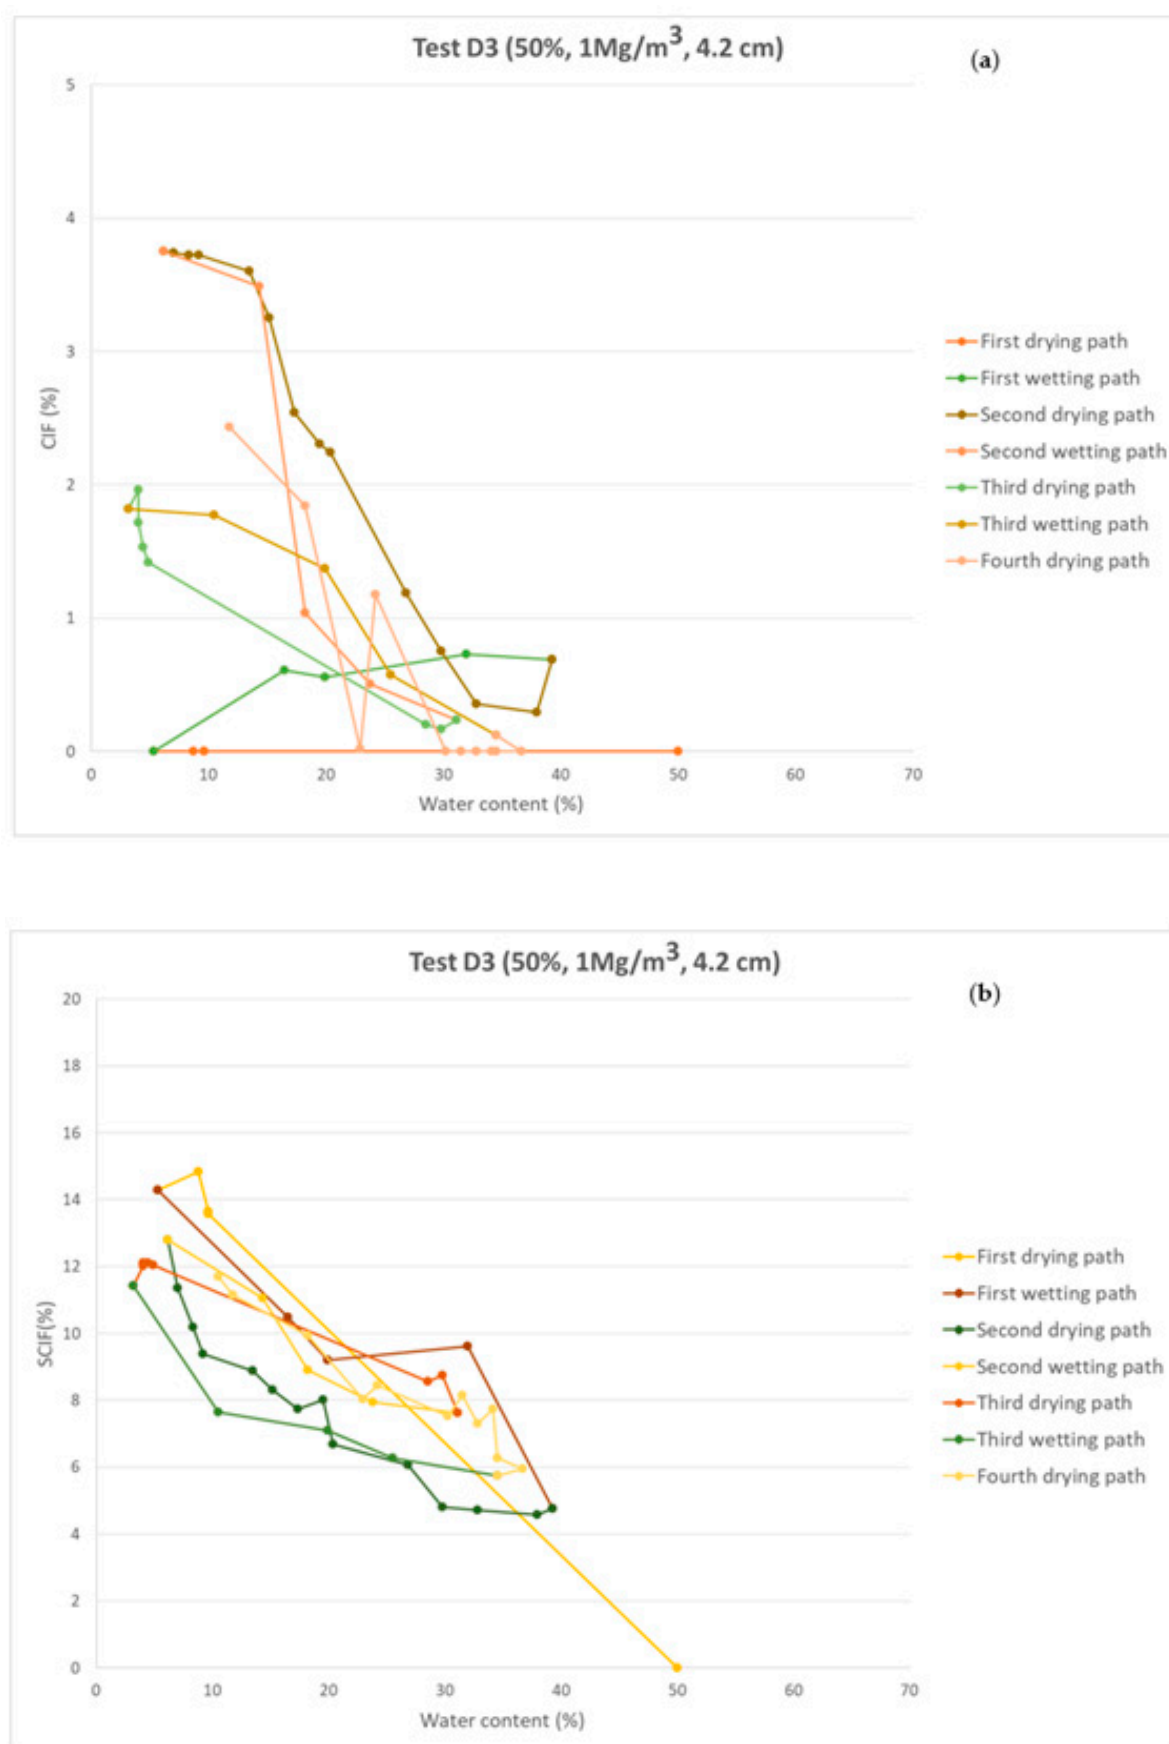 Test D3 (50%, 1Mg/m³, 4.2 cm)
(a)
5
4
3
2
1
0
CIF (%)
0 10 20 30 40 50 60 70
Water content (%)
First drying path
First wetting path
Second drying path
Second wetting path
Third drying path
Third wetting path
Fourth drying path
Test D3 (50%, 1Mg/m³, 4.2 cm)
(b)
20
18
16
14
12
10
8
6
4
2
0
SCIF(%)
0 10 20 30 40 50 60 70
Water content (%)
First drying path
First wetting path
Second drying path
Second wetting path
Third drying path
Third wetting path
Fourth drying path